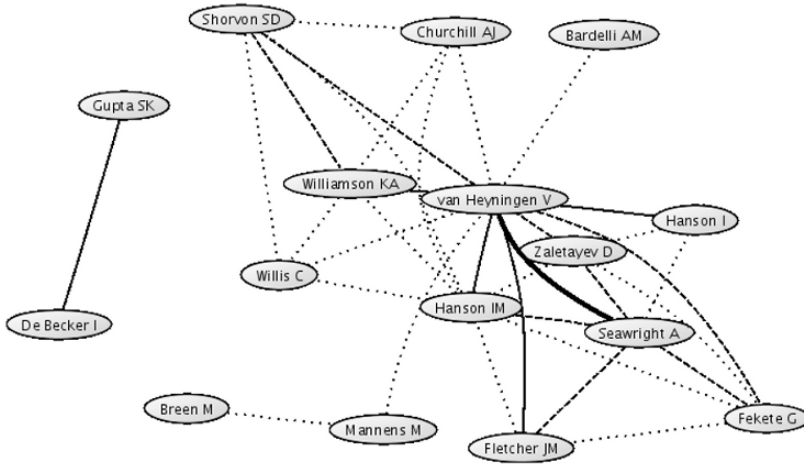 Shorvon SD
Churchill AJ
Bardelli AM
Gupta SK
Williamson KA
van Heyningen V
Hanson I
Zaletayev D
Willis C
Hanson IM
De Becker I
Seawright A
Breen M
Mannens M
Fekete G
Fletcher JM